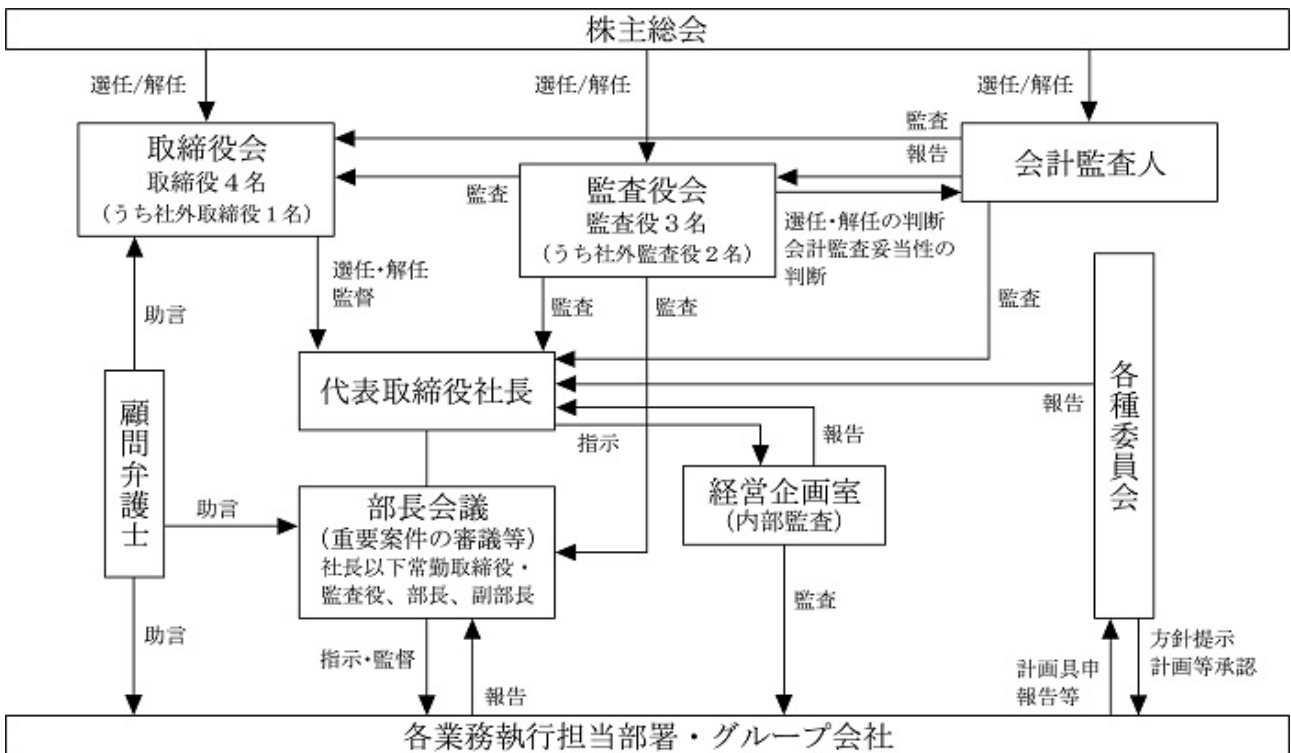 株主総会
選任/解任
選任/解任
選任/解任
取締役会
取締役4名
(うち社外取締役1名)
監査
報告
会計監査人
監査
監査役会
監査役3名
(うち社外監査役2名)
選任・解任の判断
会計監査妥当性の
判断
選任・解任
監督
監査
監査
監査
助言
代表取締役社長
各種委員会
報告
顧問弁護士
指示
報告
助言
部長会議
(重要案件の審議等)
社長以下常勤取締役・
監査役、部長、副部長
経営企画室
(内部監査)
監査
助言
指示・監督
報告
計画具申
報告等
方針提示
計画等承認
各業務執行担当部署・グループ会社